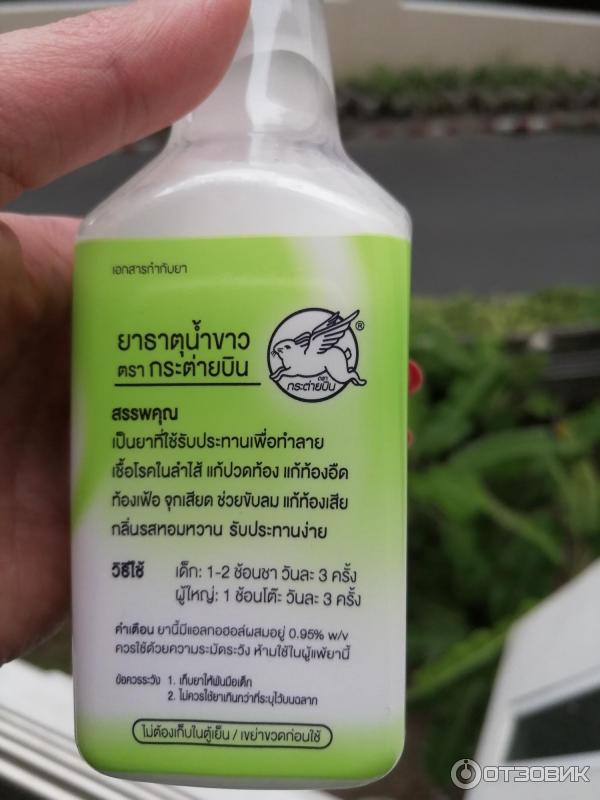 เอกสารกำกับยา
ยาธาตุน้ำขาว
ตรา กระต่ายบิน
®
ตรา
กระต่ายบิน
สรรพคุณ
เป็นยาที่ใช้รับประทานเพื่อทำลาย
เชื้อโรคในลำไส้ แก้ปวดท้อง แก้ท้องอืด
ท้องเฟ้อ จุกเสียด ช่วยขับลม แก้ท้องเสีย
กลิ่นรสหอมหวาน รับประทานง่าย
วิธีใช้ เด็ก: 1-2 ช้อนชา วันละ 3 ครั้ง
ผู้ใหญ่: 1 ช้อนโต๊ะ วันละ 3 ครั้ง
คำเตือน ยานี้มีแอลกอฮอล์ผสมอยู่ 0.95% w/v
ควรใช้ด้วยความระมัดระวัง ห้ามใช้ในผู้แพ้ยานี้
ข้อควรระวัง 1. เก็บยาให้พ้นมือเด็ก
2. ไม่ควรใช้ยาเกินกว่าที่ระบุไว้บนฉลาก
ไม่ต้องเก็บในตู้เย็น / เขย่าขวดก่อนใช้
ОТЗОВИК